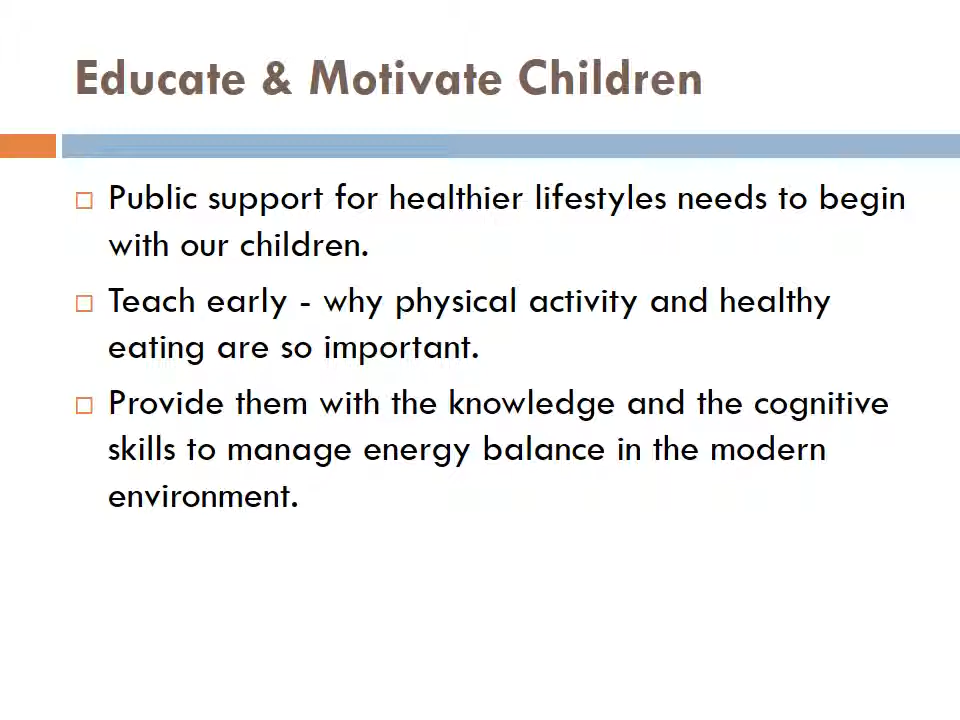 Educate & Motivate Children
Public support for healthier lifestyles needs to begin
with our children.
Teach early - why physical activity and healthy
eating are so important.
Provide them with the knowledge and the cognitive
skills to manage energy balance in the modern
environment.